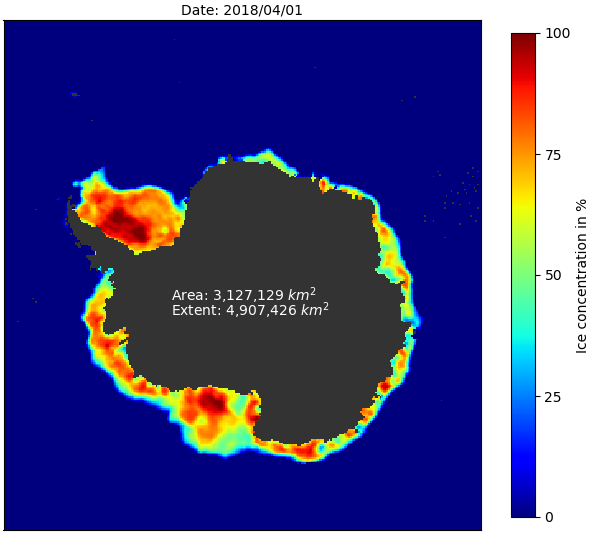 Date: 2018/04/01
100
75
50
25
0
Ice concentration in %
Area: 3,127,129 km²
Extent: 4,907,426 km²